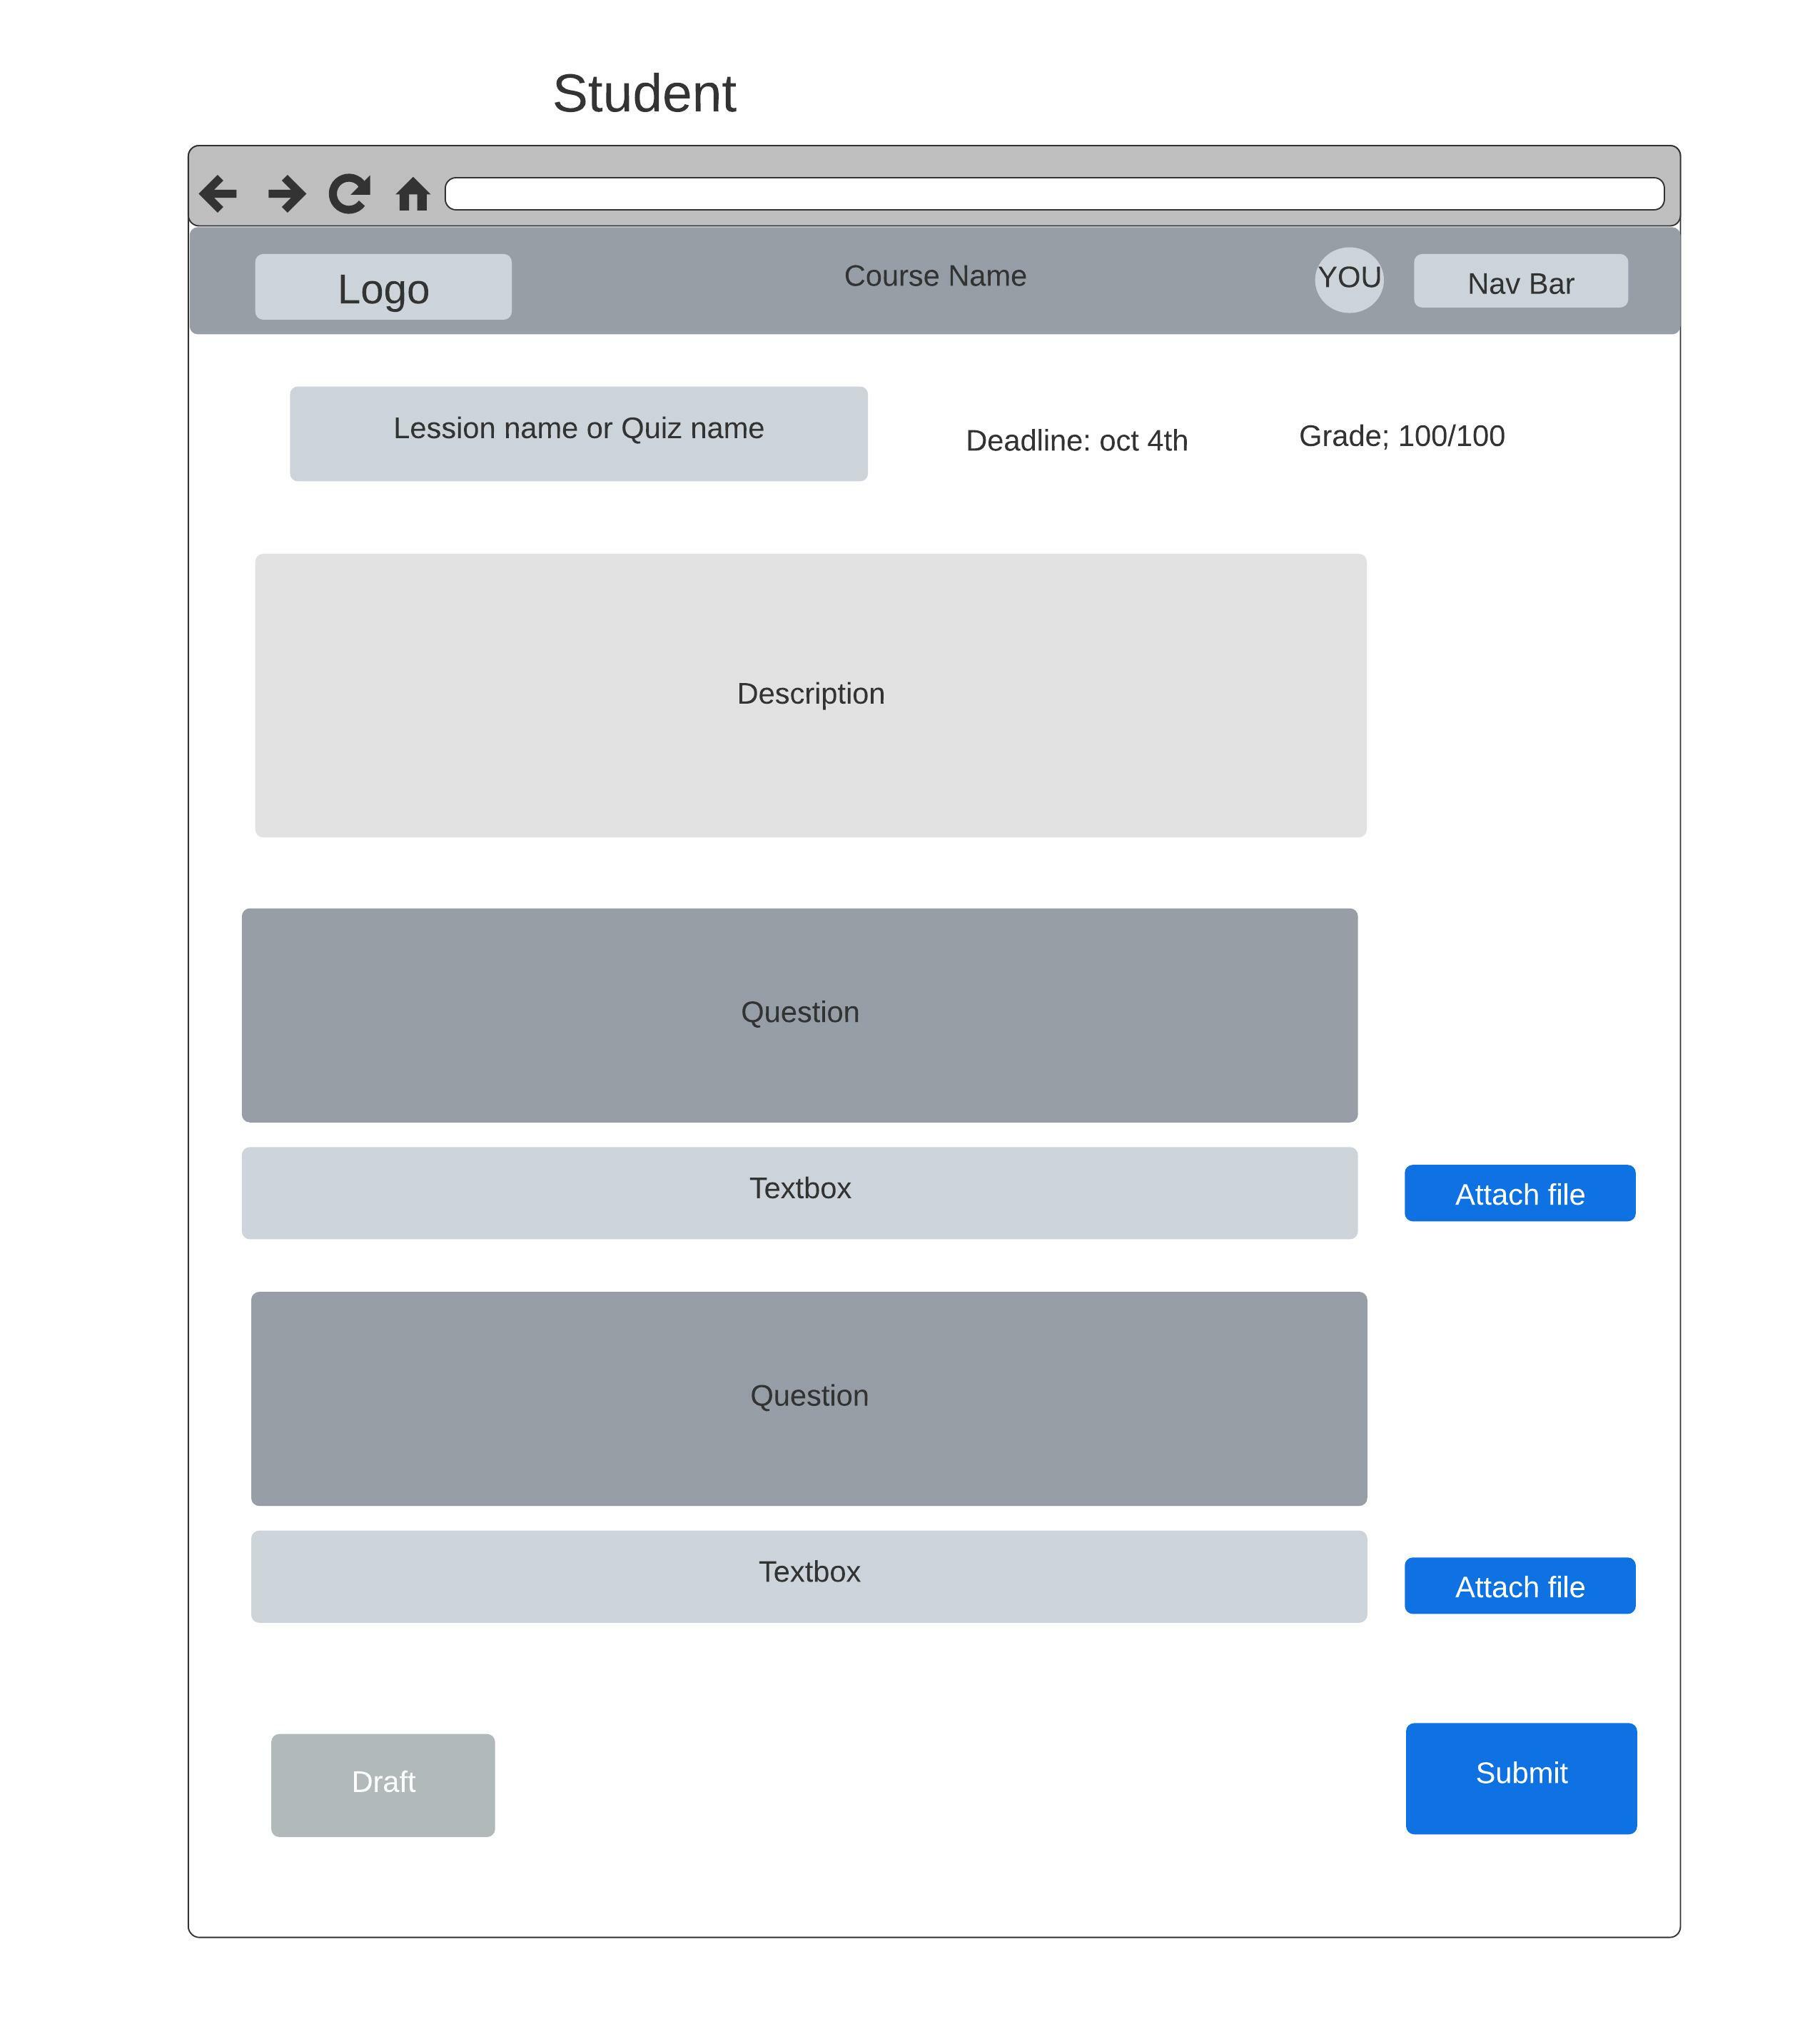 Student
Logo
Course Name
YOU
Nav Bar
Lession name or Quiz name
Deadline: oct 4th
Grade; 100/100
Description
Question
Textbox
Attach file
Question
Textbox
Attach file
Draft
Submit